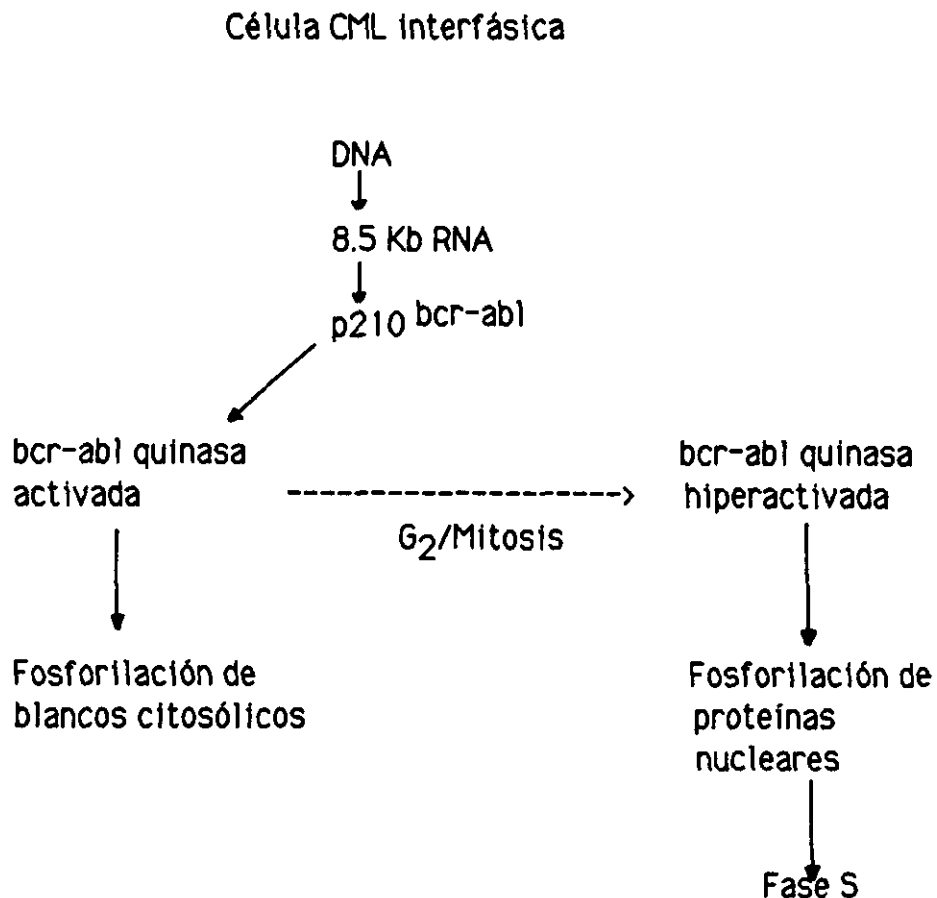 Célula CML interfásica
DNA
8.5 Kb RNA
p210 bcr-abl
bcr-abl quinasa
activada
G2/Mitosis
bcr-abl quinasa
hiperactivada
Fosforilación de
blancos citosólicos
Fosforilación de
proteínas
nucleares
Fase S